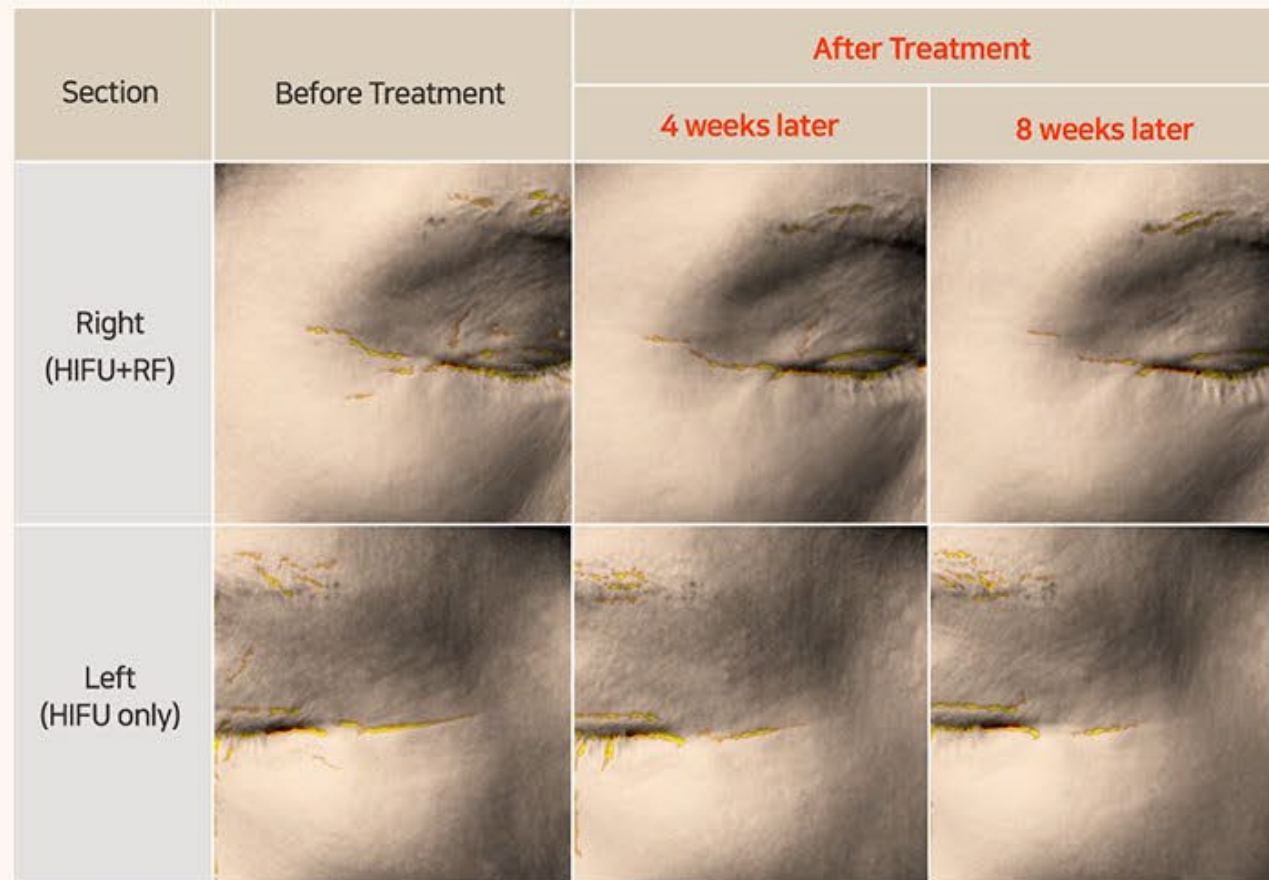 Section
Before Treatment
After Treatment
4 weeks later
8 weeks later
Right
(HIFU+RF)
Left
(HIFU only)